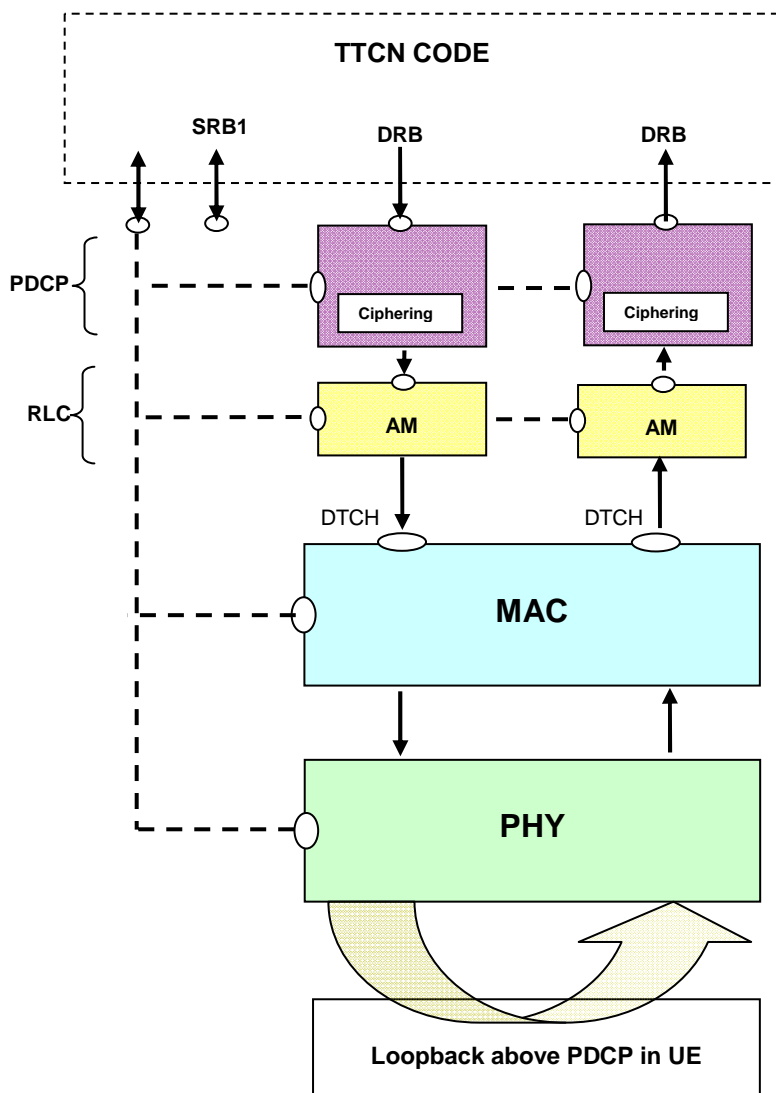 TTCN CODE
SRB1
DRB
DRB
PDCP
Ciphering
Ciphering
RLC
AM
AM
DTCH
DTCH
MAC
PHY
Loopback above PDCP in UE